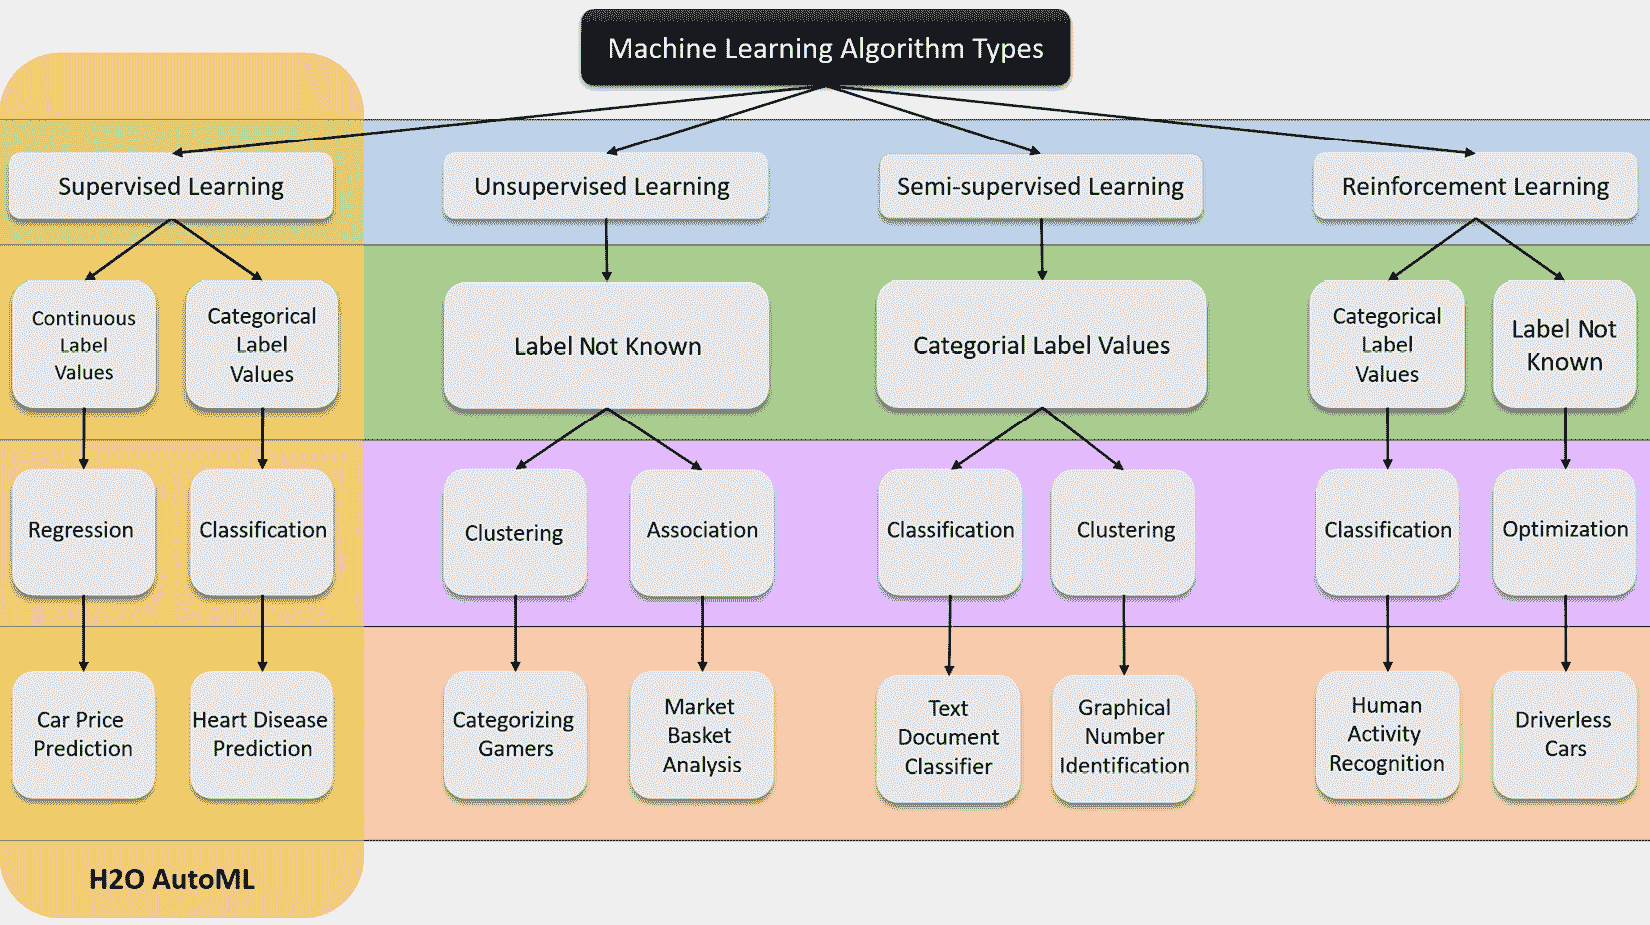 Machine Learning Algorithm Types
Supervised Learning
Unsupervised Learning
Semi-supervised Learning
Reinforcement Learning
Continuous
Label
Values
Categorical
Label
Values
Label Not Known
Categorial Label Values
Categorical
Label
Values
Label Not
Known
Regression
Classification
Clustering
Association
Classification
Clustering
Classification
Optimization
Car Price
Prediction
Heart Disease
Prediction
Categorizing
Gamers
Market
Basket
Analysis
Text
Document
Classifier
Graphical
Number
Identification
Human
Activity
Recognition
Driverless
Cars
H2O AutoML